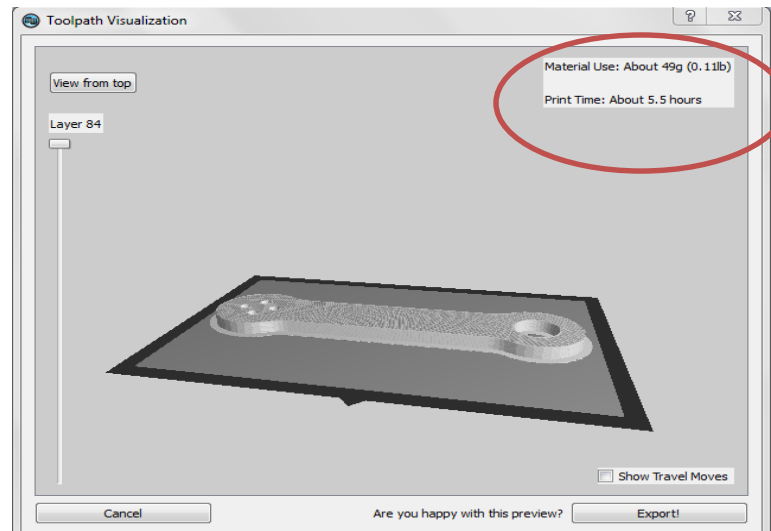 Toolpath Visualization
Material Use: About 49g (0.11lb)
View from top
Print Time: About 5.5 hours
Layer 84
Show Travel Moves
Cancel
Are you happy with this preview?
Export!